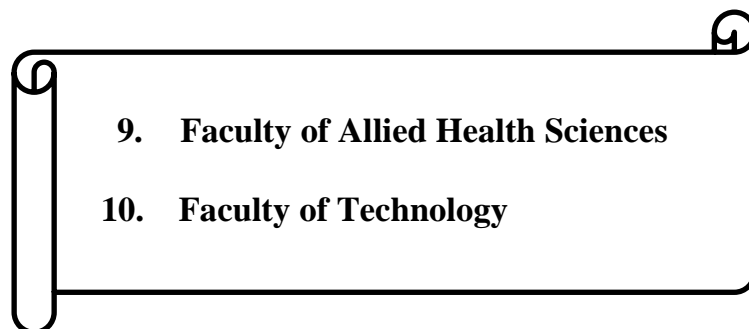 9. Faculty of Allied Health Sciences
10. Faculty of Technology